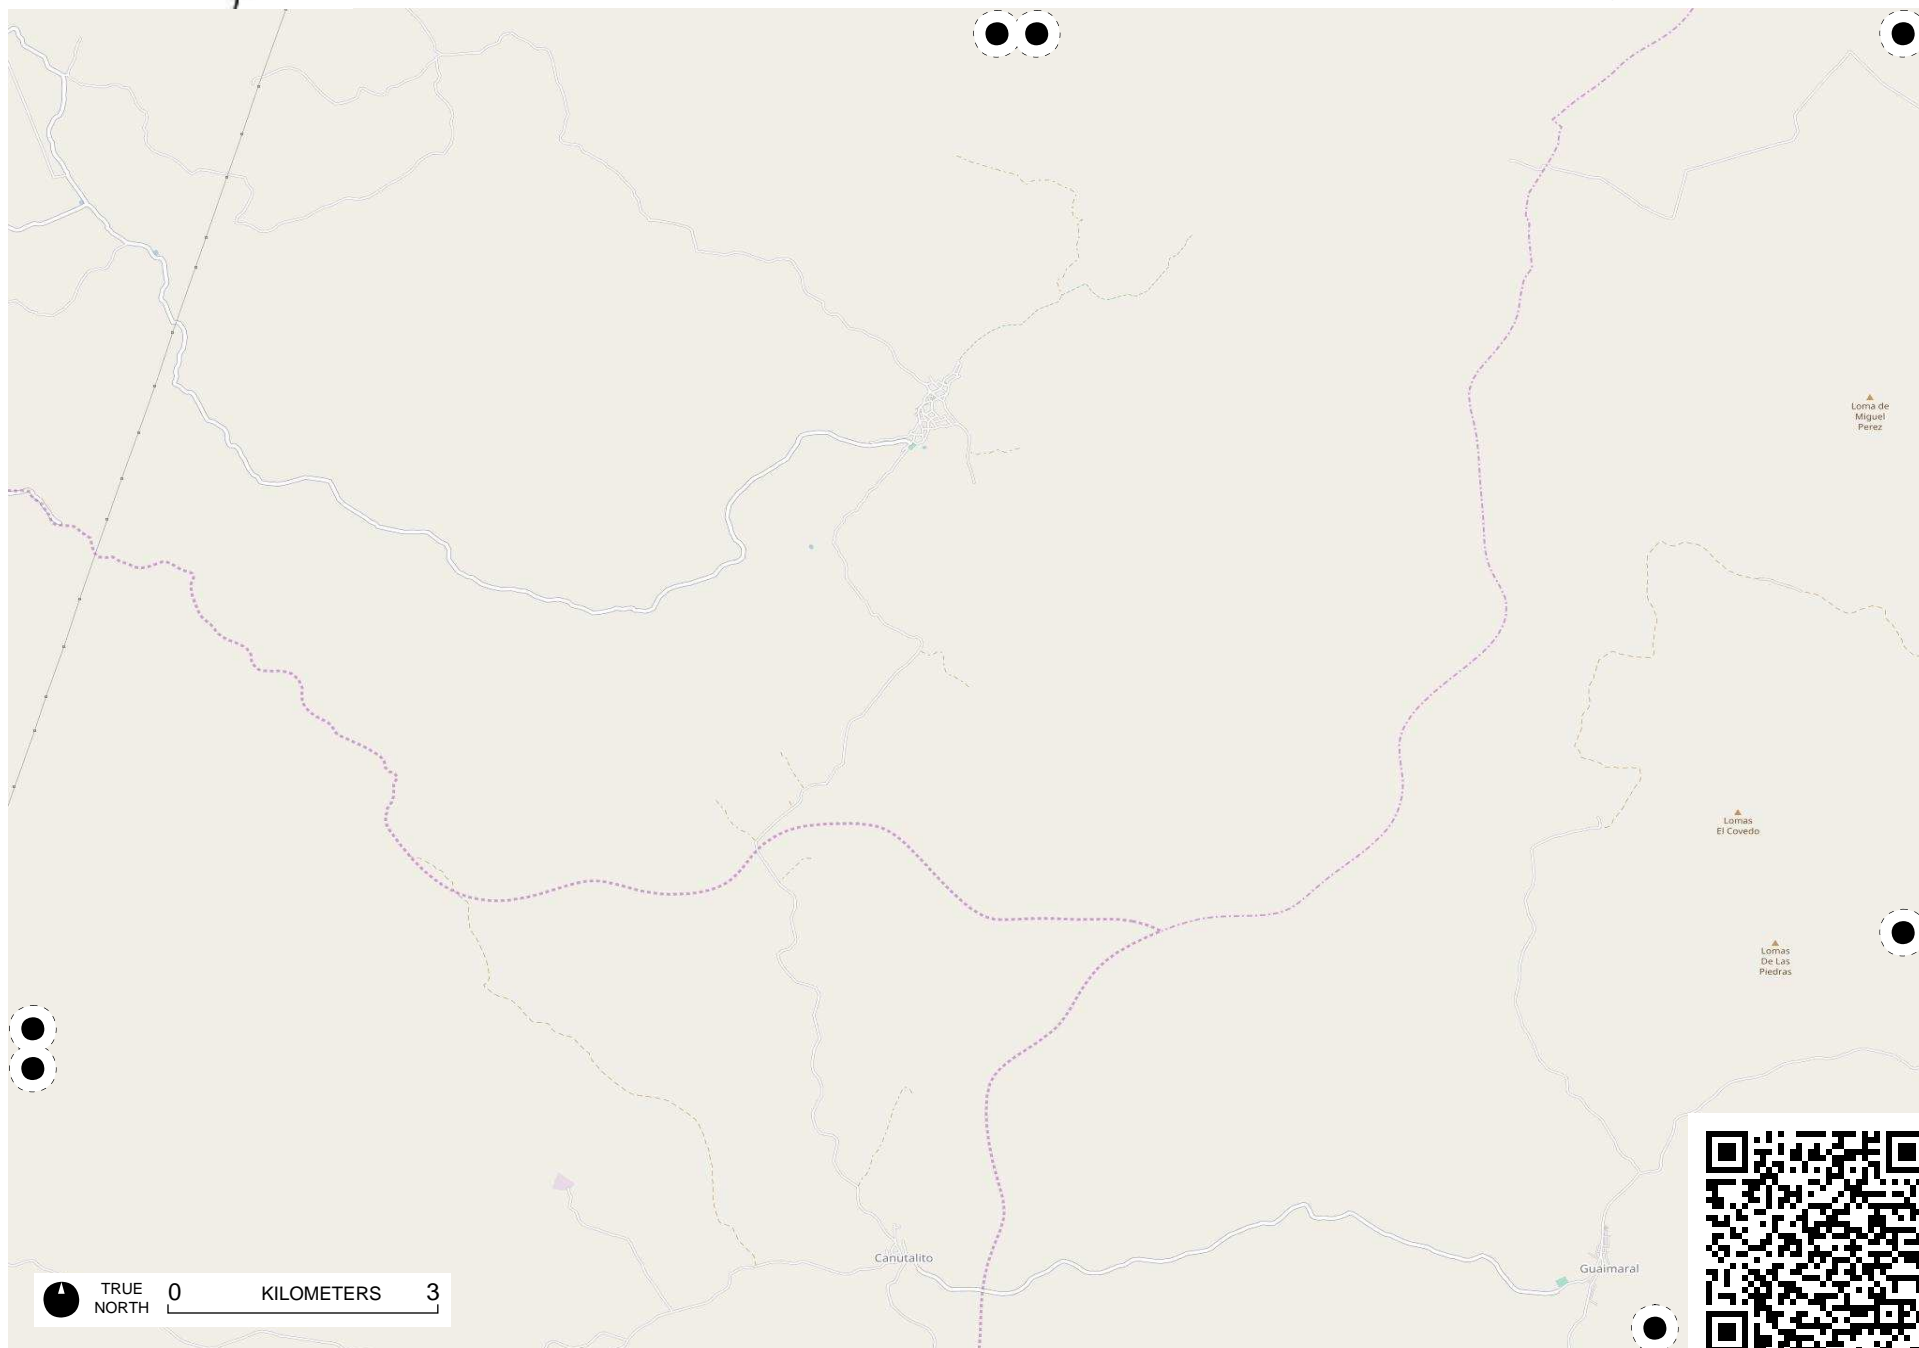 Loma de
Miguel
Perez
Lomas
El Covedo
Lomas
De Las
Piedras
Canutalito
Guaimaral
TRUE
NORTH
0 KILOMETERS 3